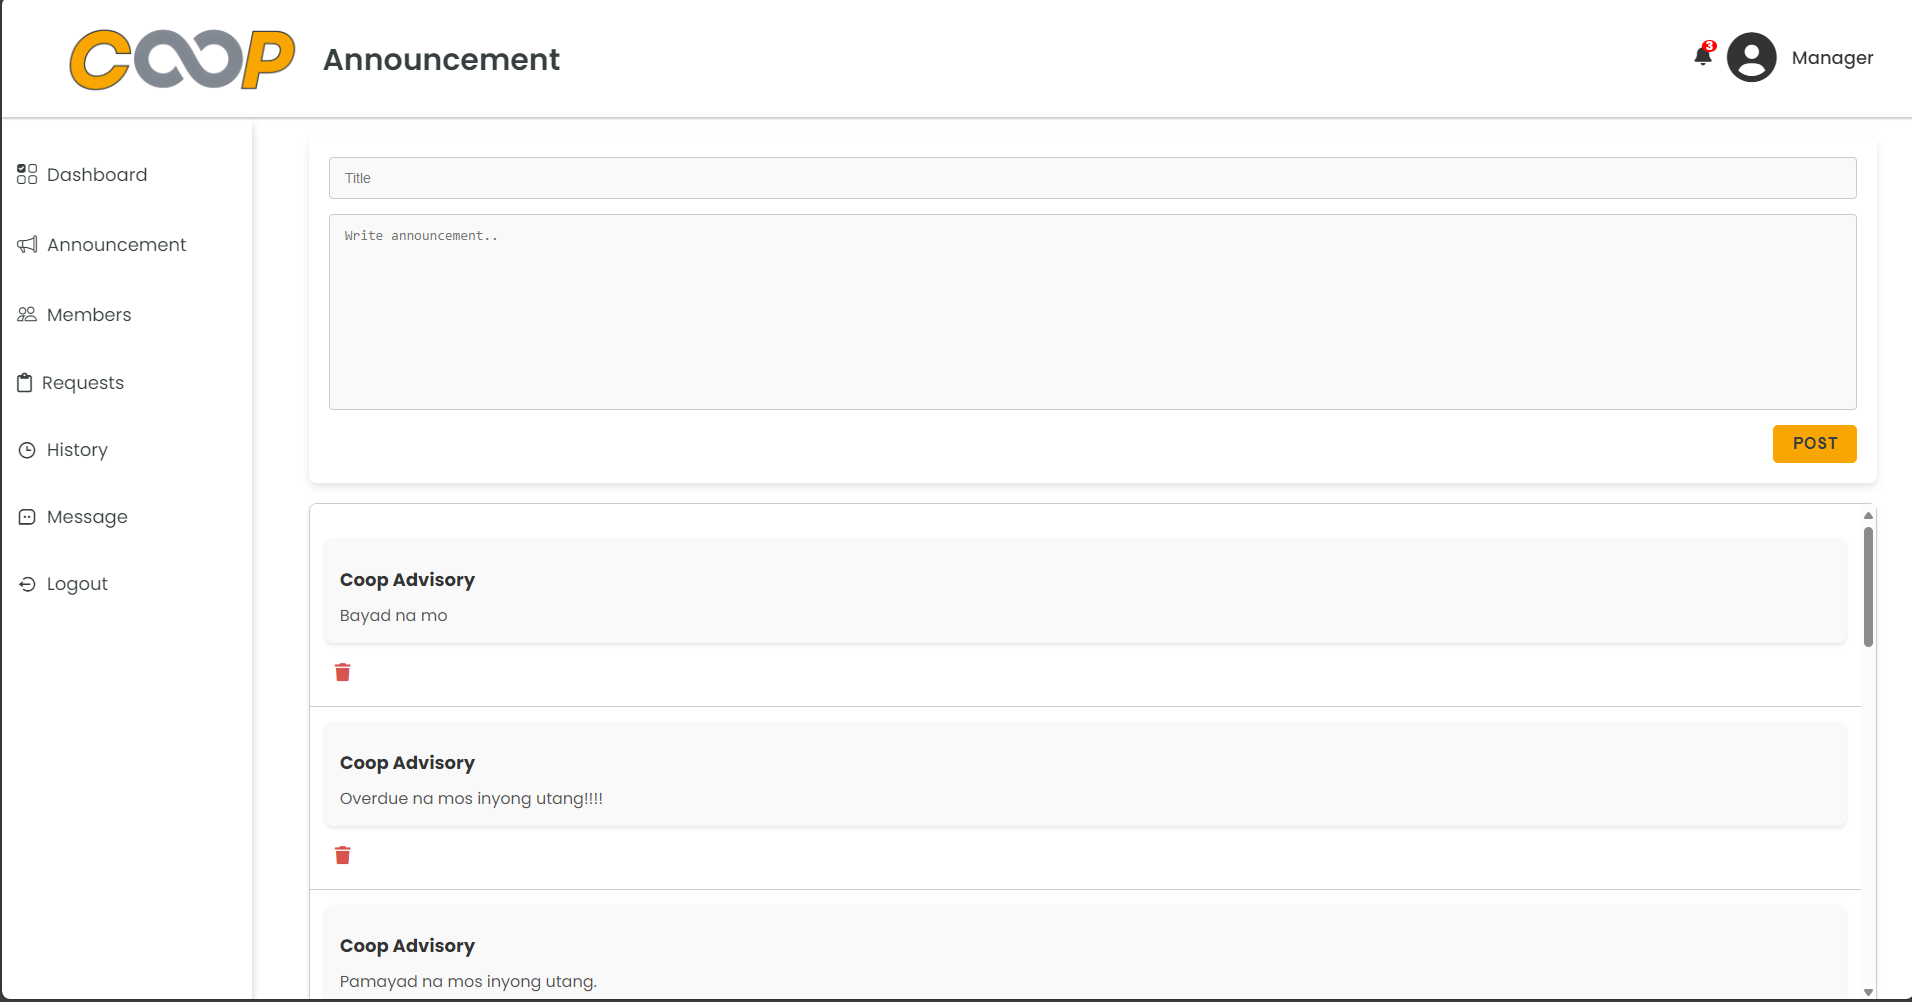 COOP
Announcement
3
Manager
Dashboard
Announcement
Members
Requests
History
Message
Logout
Title
Write announcement..
POST
Coop Advisory
Bayad na mo
Coop Advisory
Overdue na mos inyong utang!!!!
Coop Advisory
Pamayad na mos inyong utang.